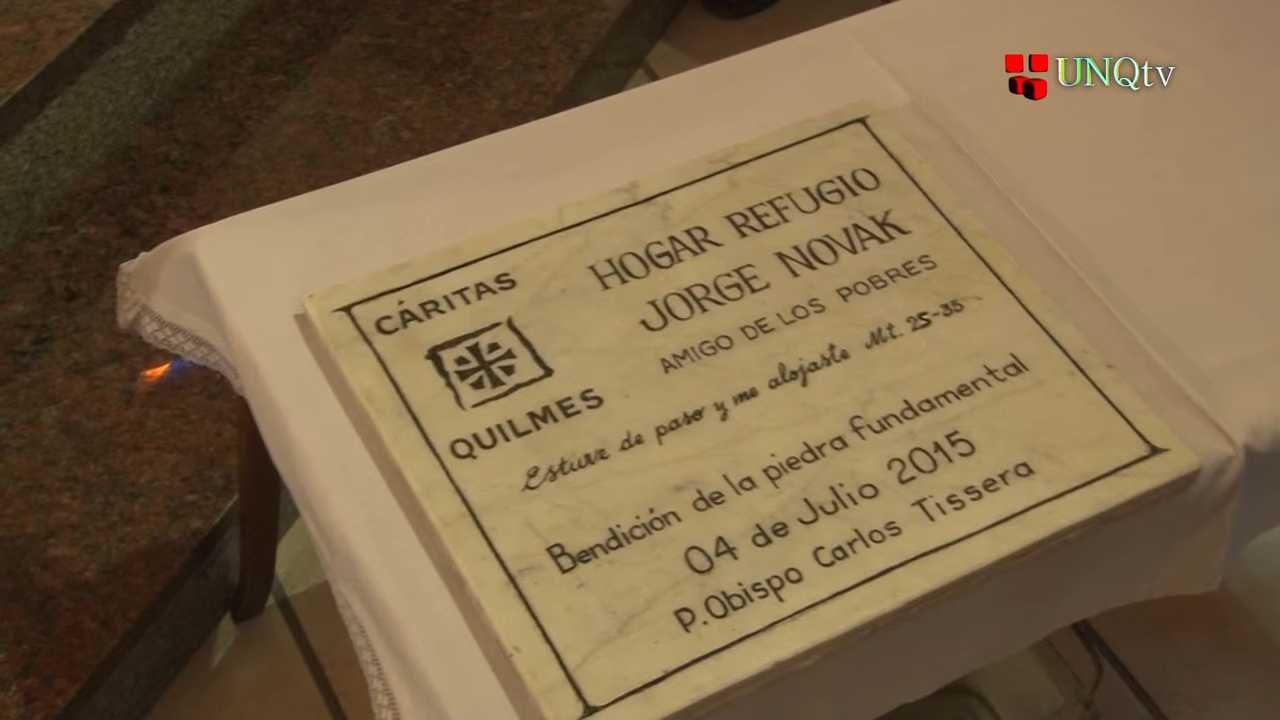 UNQtv
CÁRITAS
QUILMES
HOGAR REFUGIO
JORGE NOVAK
AMIGO DE LOS POBRES
Estuve de paso y me alojaste Mt. 25-35
Bendición de la piedra fundamental
04 de Julio 2015
P. Obispo Carlos Tissera